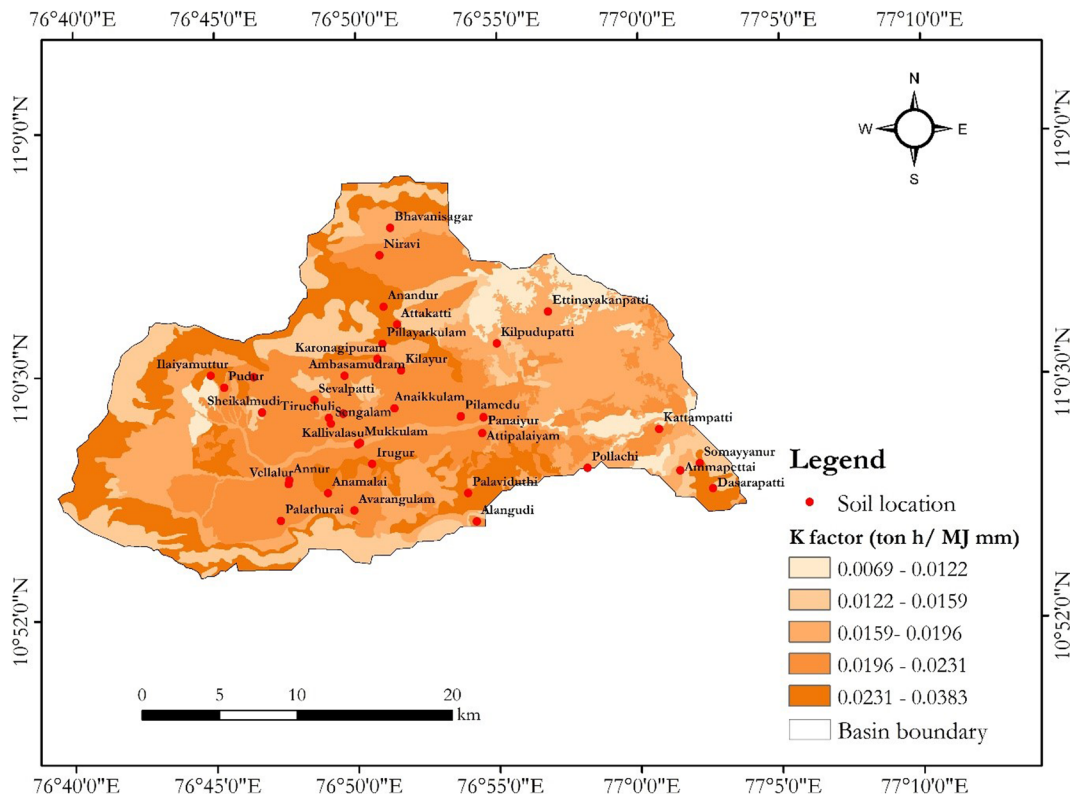 76°40'0"E 76°45'0"E 76°50'0"E 76°55'0"E 77°0'0"E 77°5'0"E 77°10'0"E
11°9'0"N
11°9'0"N
N
W E
S
Bhavanisagar
Niravi
Anandur
Ettinayakanpatti
Attakatti
Pillayarkulam
Kilpudupatti
Karonagipuram
Kilayur
11°0'30"N
11°0'30"N
Ilaiyamuttur
Ambasamudram
Pudur
Sevalpatti
Anaikkulam
Sheikalmudi
Tiruchuli
Pilamedu
Sengalam
Panaiyur
Kattampatti
Kallivalasu
Mukkulam
Attipalaiyam
Irugur
Pollachi
Somayyanur
Vellalur
Annur
Ammapettai
Anamalai
Palaviduthi
Dasarapatti
Avarangulam
Palathurai
Alangudi
Legend
Soil location
K factor (ton h/ MJ mm)
0.0069 - 0.0122
0.0122 - 0.0159
0.0159- 0.0196
0.0196 - 0.0231
0.0231 - 0.0383
Basin boundary
10°52'0"N
10°52'0"N
0 5 10 20
km
76°40'0"E 76°45'0"E 76°50'0"E 76°55'0"E 77°0'0"E 77°5'0"E 77°10'0"E